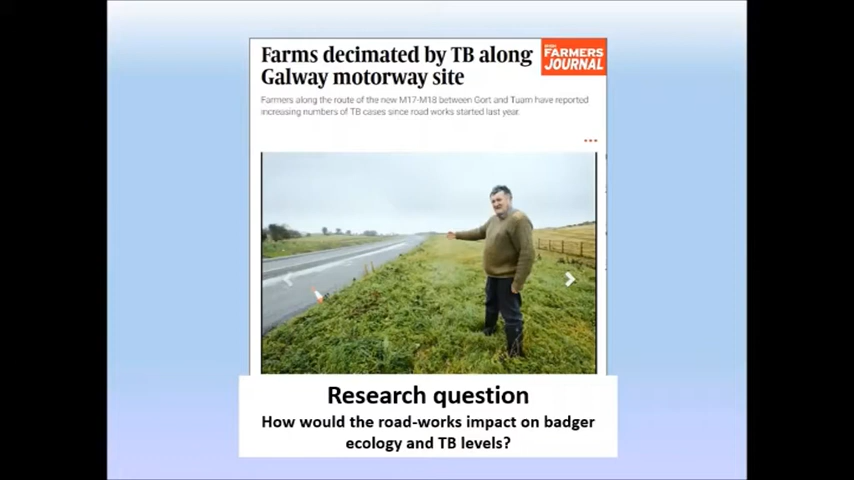 Farms decimated by TB along
Galway motorway site
IRISH
FARMERS
JOURNAL
Farmers along the route of the new M17-M18 between Gort and Tuam have reported
increasing numbers of TB cases since road works started last year.
Research question
How would the road-works impact on badger
ecology and TB levels?